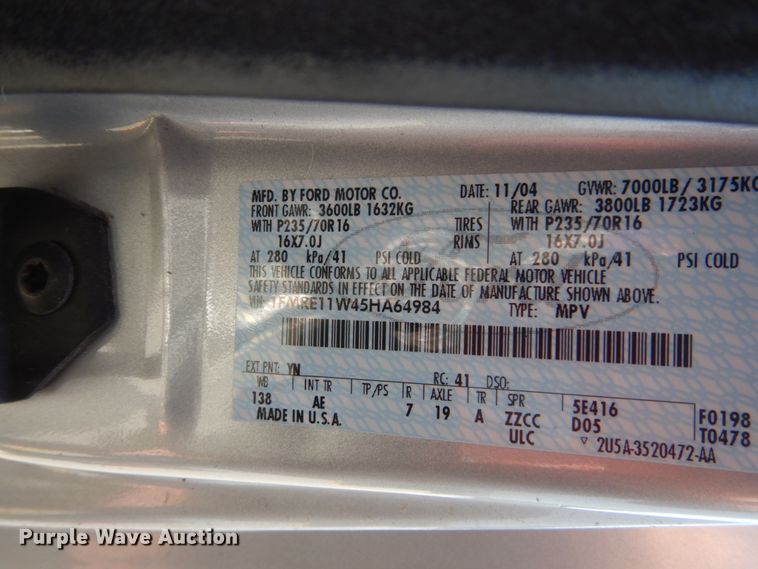 MFD. BY FORD MOTOR CO. DATE: 11/04 GVWR: 7000LB / 3175KG
FRONT GAWR: 3600LB 1632KG REAR GAWR: 3800LB 1723KG
WITH P235/70R16 TIRES WITH P235/70R16
16X7.0J RIMS 16X7.0J
AT 280 kPa/41 PSI COLD AT 280 kPa/41 PSI COLD
THIS VEHICLE CONFORMS TO ALL APPLICABLE FEDERAL MOTOR VEHICLE
SAFETY STANDARDS IN EFFECT ON THE DATE OF MANUFACTURE SHOWN ABOVE.
VIN: 1FMRE11W45HA64984 TYPE: MPV
EXT PNT: YN RC: 41 DSO:
WB INT TR TP/PS R AXLE TR SPR
138 AE 7 19 A ZZCC 5E416 F0198
MADE IN U.S.A. ULC D05 T0478
▽ 2U5A-3520472-AA
Purple Wave Auction